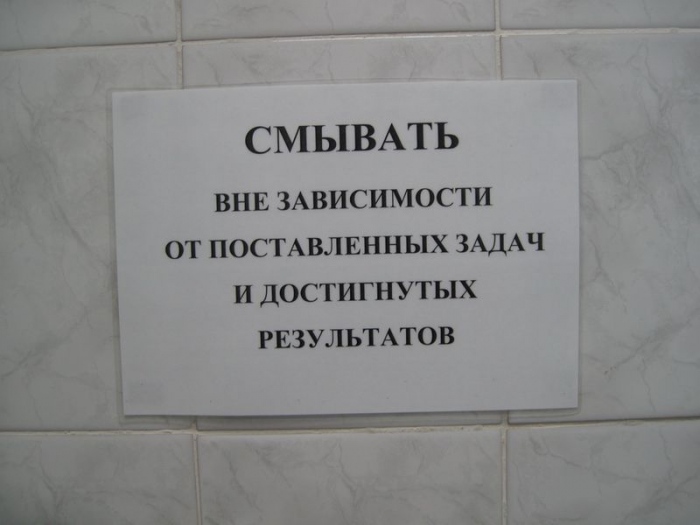 СМЫВАТЬ
ВНЕ ЗАВИСИМОСТИ
ОТ ПОСТАВЛЕННЫХ ЗАДАЧ
И ДОСТИГНУТЫХ
РЕЗУЛЬТАТОВ